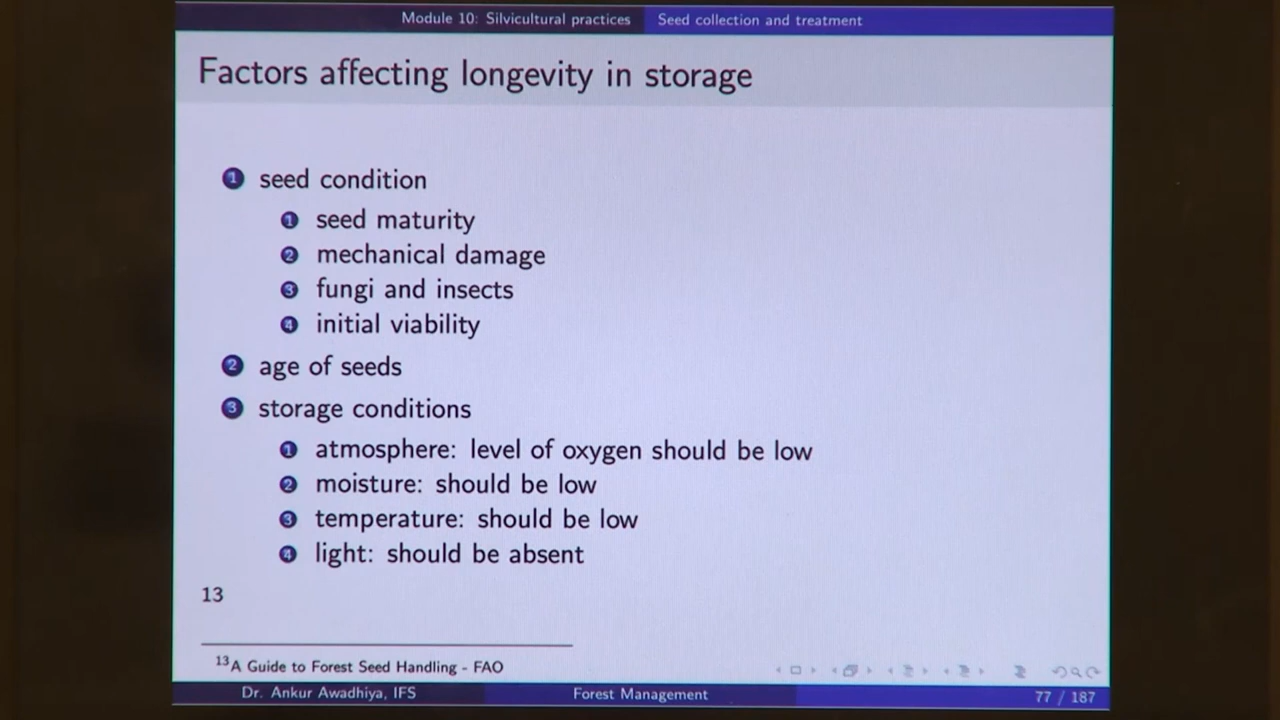 Module 10: Silvicultural practices Seed collection and treatment
Factors affecting longevity in storage
1 seed condition
1 seed maturity
2 mechanical damage
3 fungi and insects
4 initial viability
2 age of seeds
3 storage conditions
1 atmosphere: level of oxygen should be low
2 moisture: should be low
3 temperature: should be low
4 light: should be absent
13
13A Guide to Forest Seed Handling - FAO
Dr. Ankur Awadhiya, IFS Forest Management 77 / 187